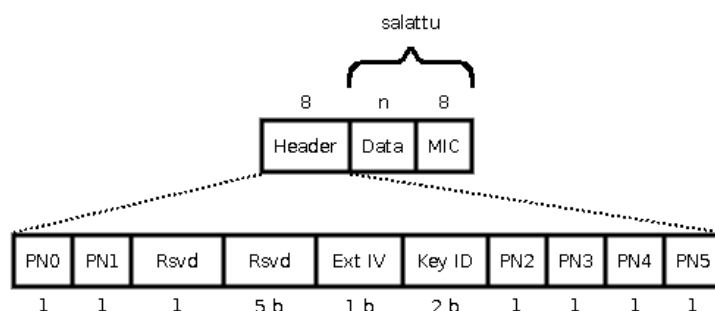 salattu
8 n 8
Header Data MIC
PN0 PN1 Rsvd Rsvd Ext IV Key ID PN2 PN3 PN4 PN5
1 1 1 5 b 1 b 2 b 1 1 1 1